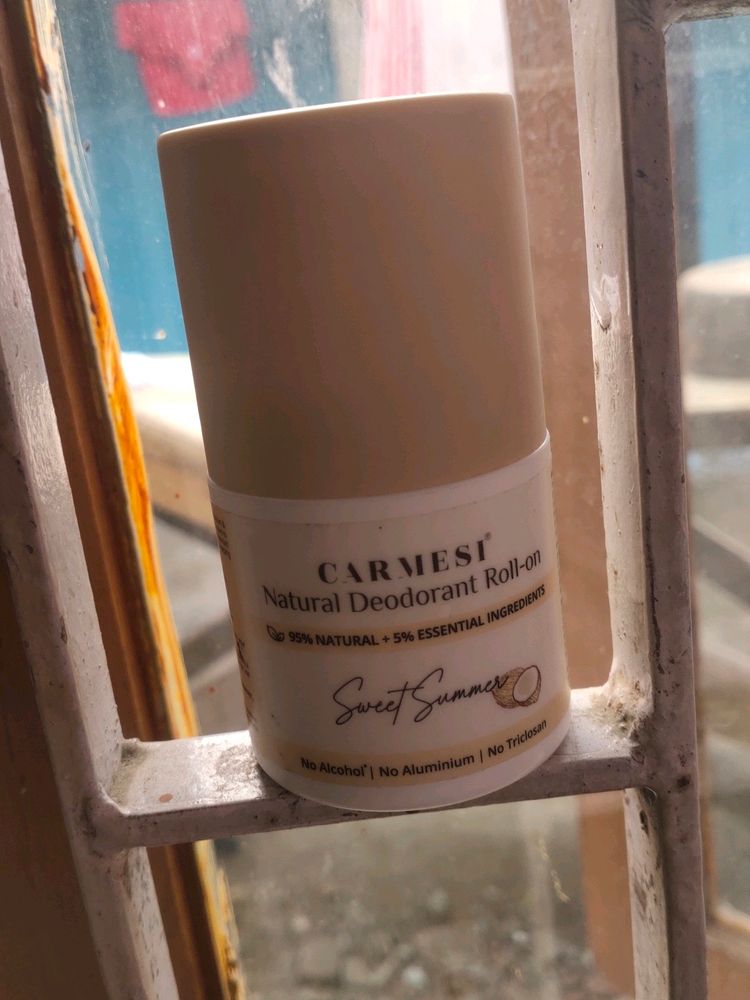 CARMESI®
Natural Deodorant Roll-on
95% NATURAL + 5% ESSENTIAL INGREDIENTS
Sweet Summer
No Alcohol* | No Aluminium | No Triclosan